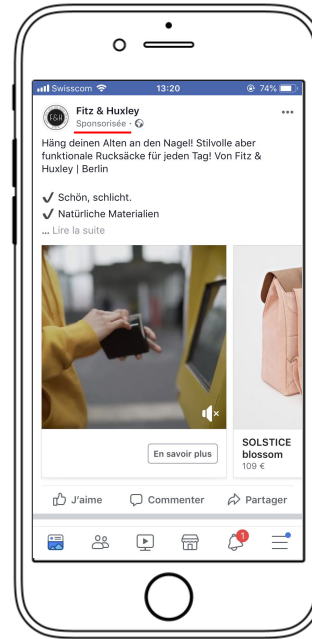 Swisscom 13:20 74%
F&H
Fitz & Huxley
Sponsorisée ·
Häng deinen Alten an den Nagel! Stilvolle aber
funktionale Rucksäcke für jeden Tag! Von Fitz &
Huxley | Berlin
✓ Schön, schlicht.
✓ Natürliche Materialien
... Lire la suite
En savoir plus
SOLSTICE
blossom
109 €
J'aime Commenter Partager
1